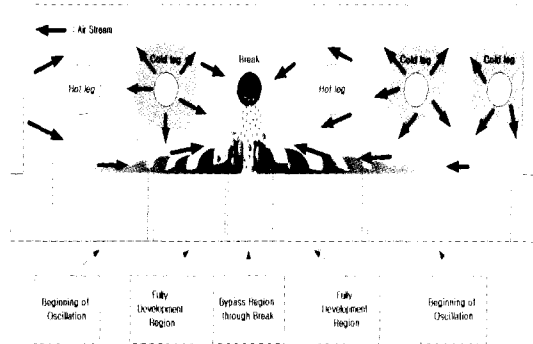 : Air Stream
Cold leg
Break
Cold leg
Cold leg
Hot leg
Hot leg
Beginning of
Oscillation
Fully
Development
Region
Bypass Region
through Break
Fully
Development
Region
Beginning of
Oscillation